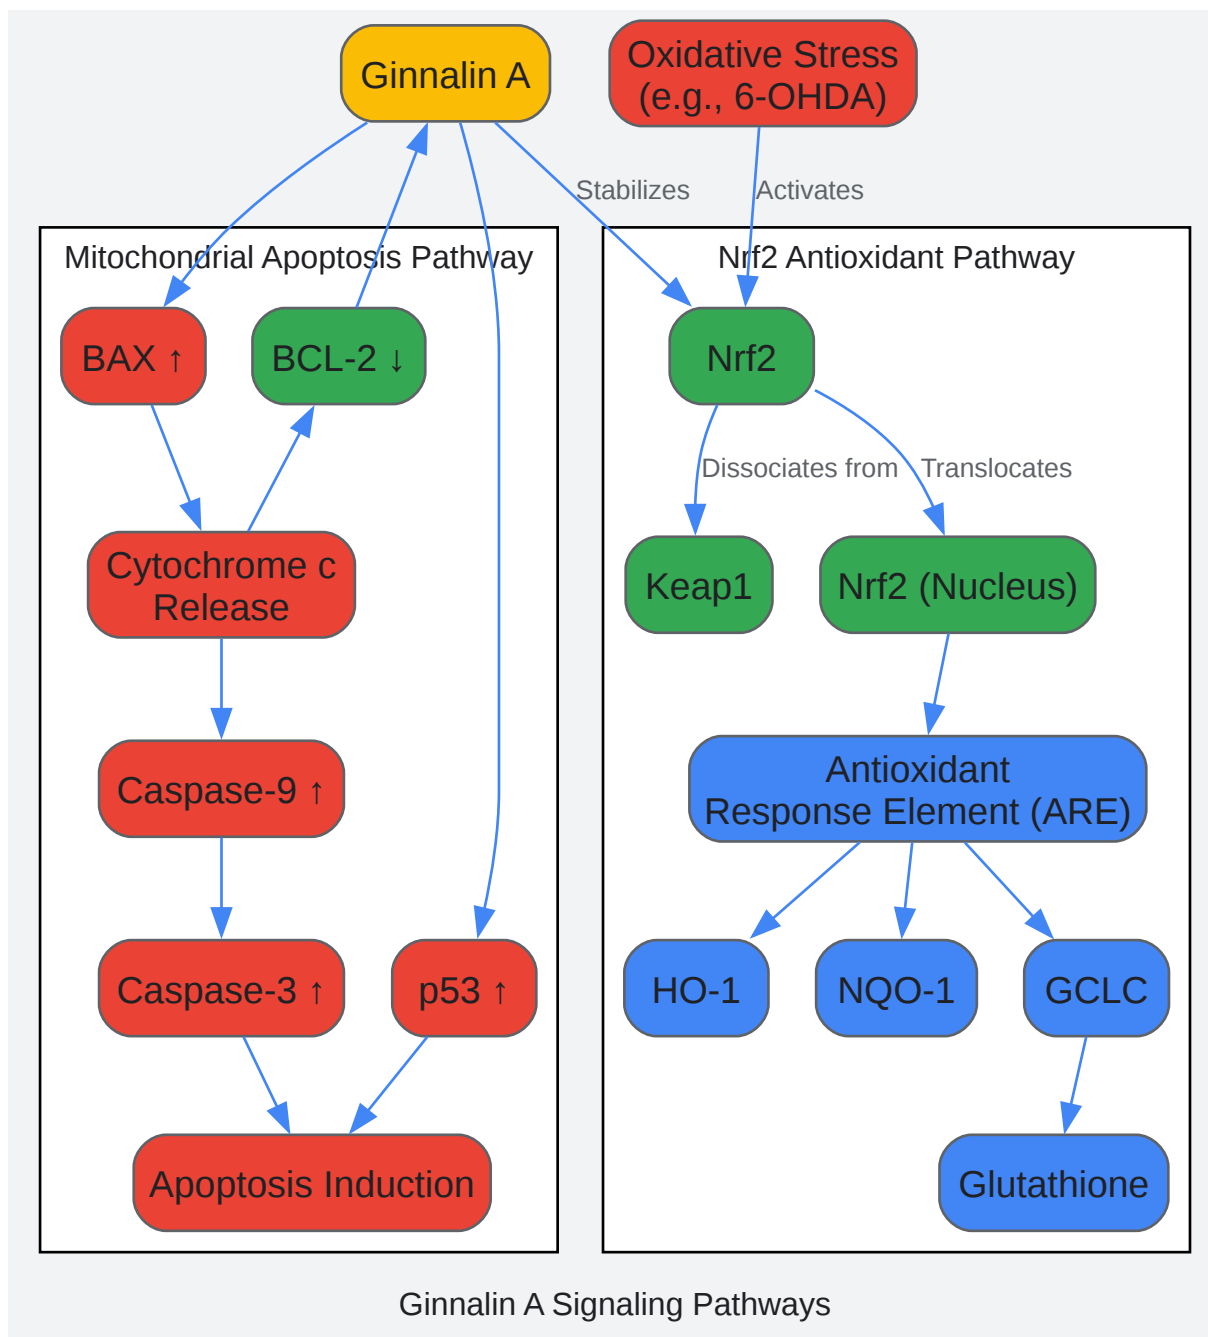 Ginnalin A
Oxidative Stress
(e.g., 6-OHDA)
Stabilizes
Activates
Mitochondrial Apoptosis Pathway
Nrf2 Antioxidant Pathway
BAX ↑
BCL-2 ↓
Nrf2
Dissociates from
Translocates
Cytochrome c
Release
Keap1
Nrf2 (Nucleus)
Caspase-9 ↑
Antioxidant
Response Element (ARE)
Caspase-3 ↑
p53 ↑
HO-1
NQO-1
GCLC
Apoptosis Induction
Glutathione
Ginnalin A Signaling Pathways